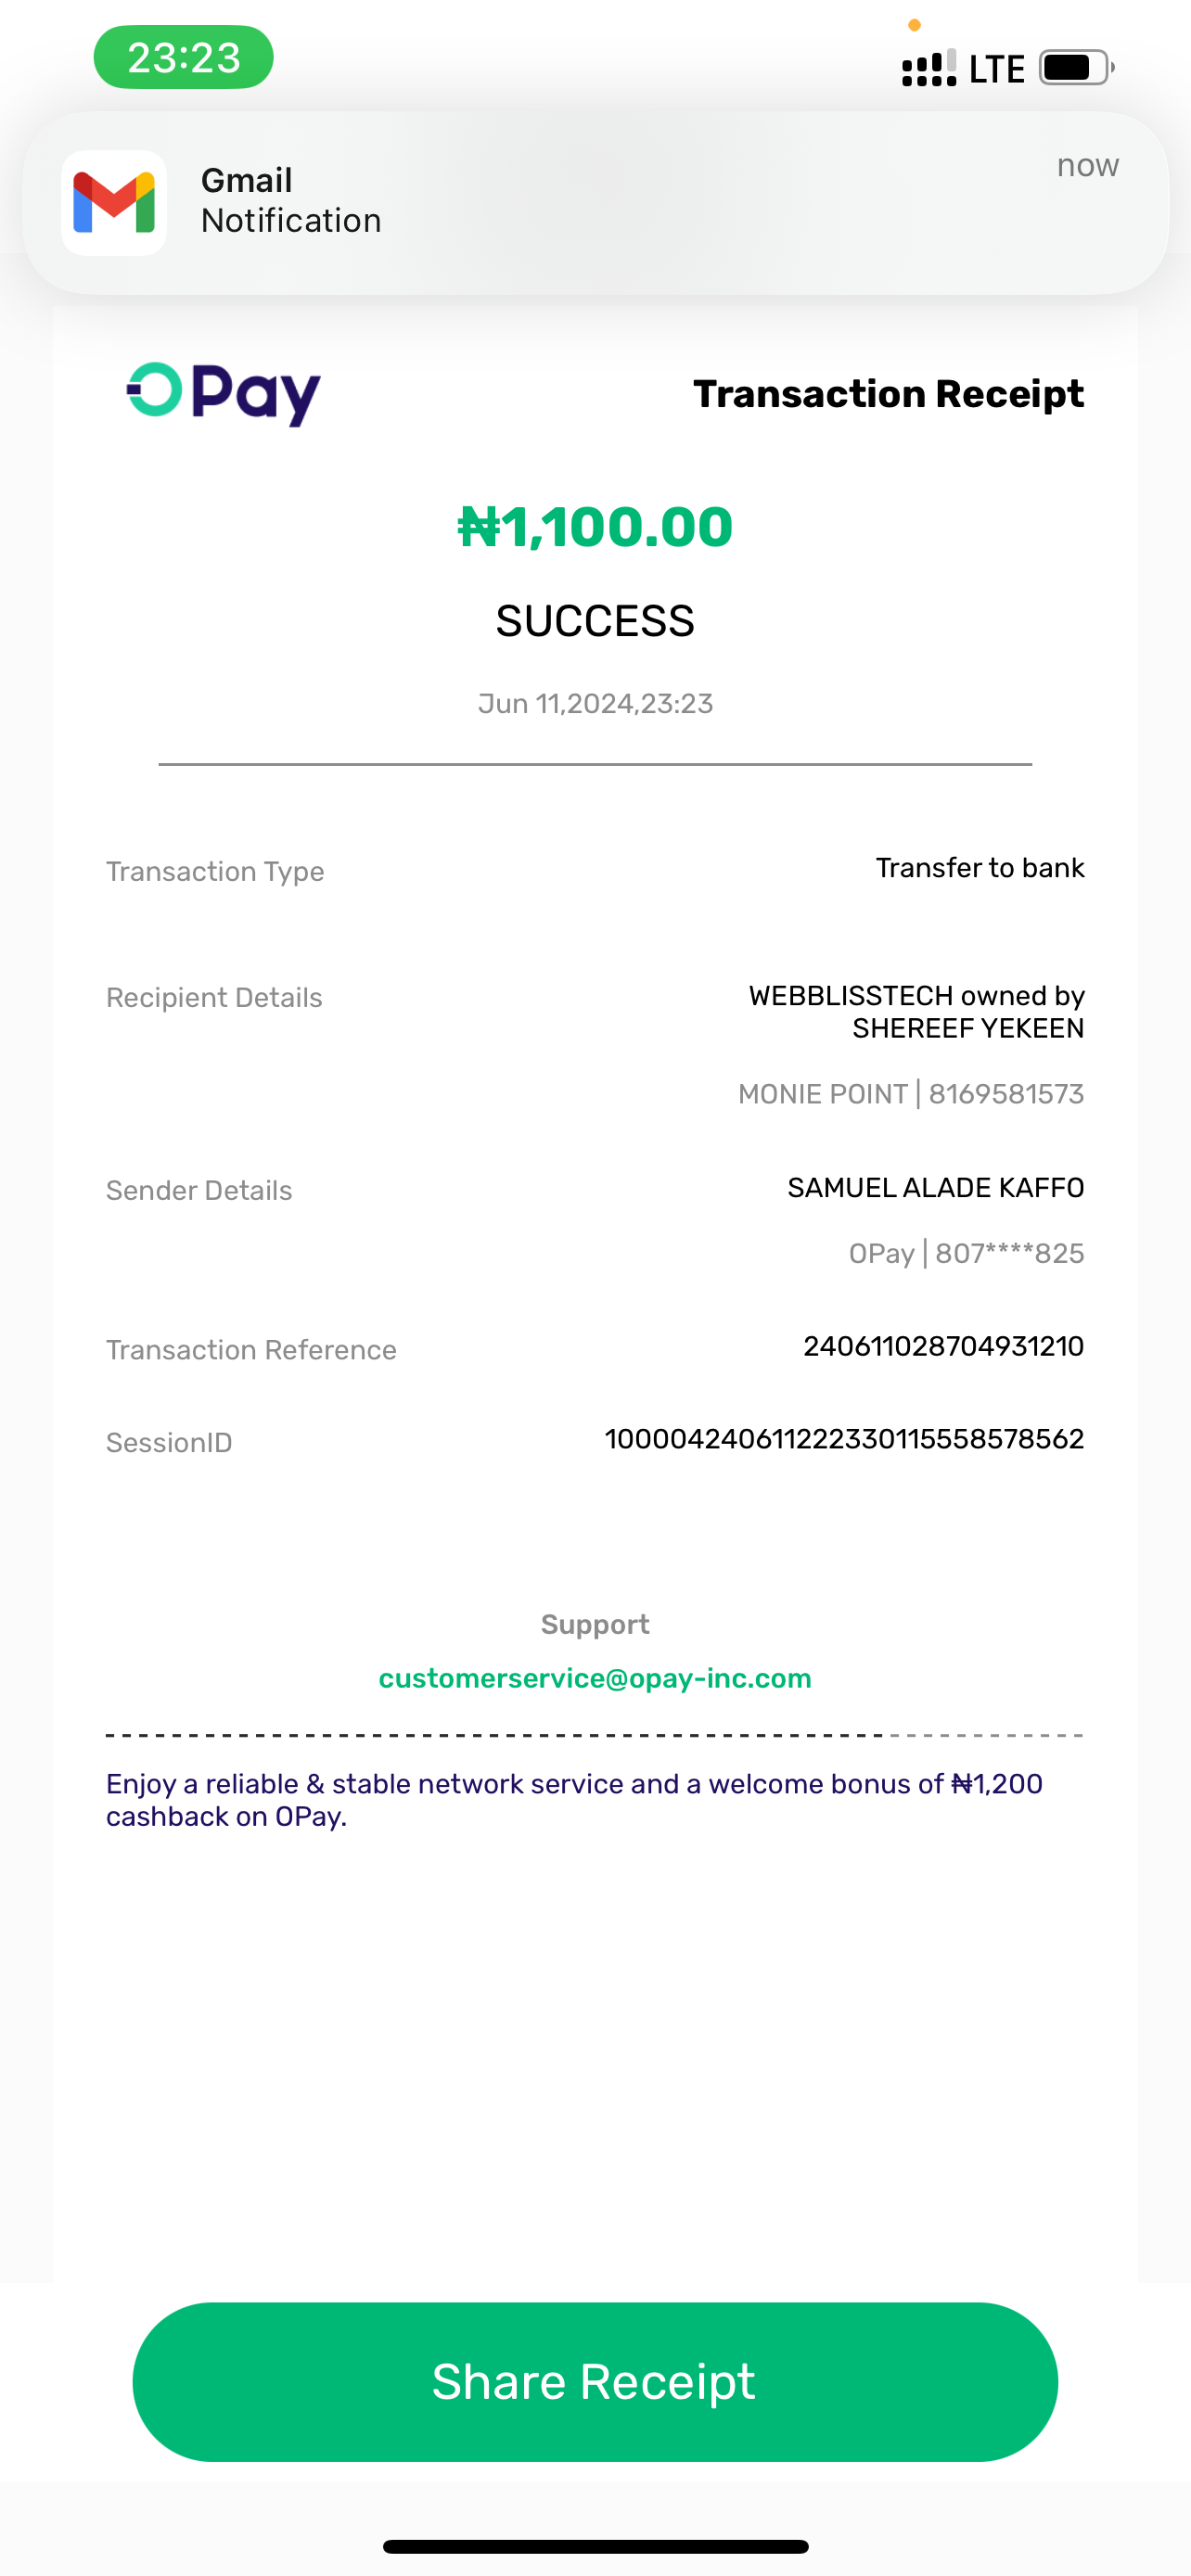 23:23
LTE
Gmail
now
Notification
OPay
Transaction Receipt
₦1,100.00
SUCCESS
Jun 11,2024,23:23
Transaction Type
Transfer to bank
Recipient Details
WEBBLISSTECH owned by
SHEREEF YEKEEN
MONIE POINT | 8169581573
Sender Details
SAMUEL ALADE KAFFO
OPay | 807****825
Transaction Reference
240611028704931210
SessionID
100004240611222330115558578562
Support
customerservice@opay-inc.com
Enjoy a reliable & stable network service and a welcome bonus of ₦1,200
cashback on OPay.
Share Receipt